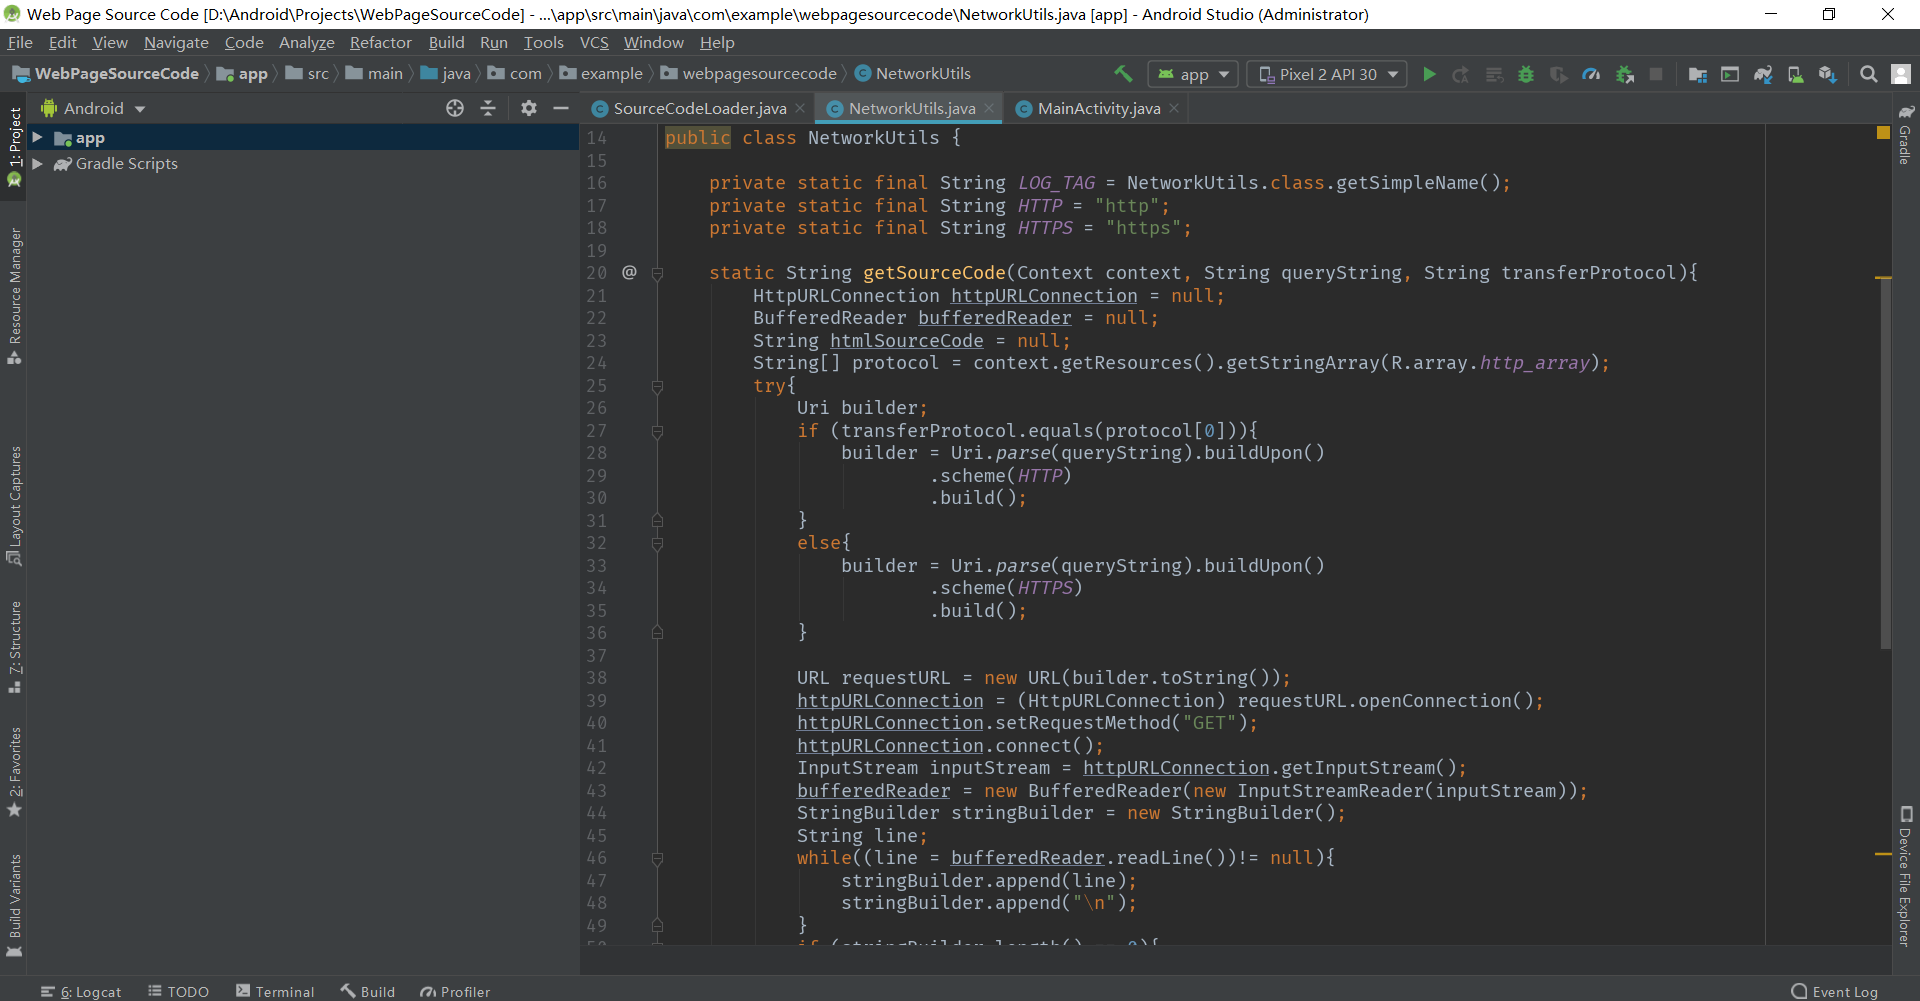 Web Page Source Code [D:\Android\Projects\WebPageSourceCode] - ...\app\src\main\java\com\example\webpagesourcecode\NetworkUtils.java [app] - Android Studio (Administrator)
File Edit View Navigate Code Analyze Refactor Build Run Tools VCS Window Help
WebPageSourceCode app src main java com example webpagesourcecode NetworkUtils app Pixel 2 API 30
Android
SourceCodeLoader.java NetworkUtils.java MainActivity.java
app
Gradle Scripts
1: Project
Resource Manager
Layout Captures
7: Structure
2: Favorites
Build Variants
14 public class NetworkUtils {
15
16 private static final String LOG_TAG = NetworkUtils.class.getSimpleName();
17 private static final String HTTP = "http";
18 private static final String HTTPS = "https";
19
20 @ static String getSourceCode(Context context, String queryString, String transferProtocol){
21 HttpURLConnection httpURLConnection = null;
22 BufferedReader bufferedReader = null;
23 String htmlSourceCode = null;
24 String[] protocol = context.getResources().getStringArray(R.array.http_array);
25 try{
26 Uri builder;
27 if (transferProtocol.equals(protocol[0])){
28 builder = Uri.parse(queryString).buildUpon()
29 .scheme(HTTP)
30 .build();
31 }
32 else{
33 builder = Uri.parse(queryString).buildUpon()
34 .scheme(HTTPS)
35 .build();
36 }
37
38 URL requestURL = new URL(builder.toString());
39 httpURLConnection = (HttpURLConnection) requestURL.openConnection();
40 httpURLConnection.setRequestMethod("GET");
41 httpURLConnection.connect();
42 InputStream inputStream = httpURLConnection.getInputStream();
43 bufferedReader = new BufferedReader(new InputStreamReader(inputStream));
44 StringBuilder stringBuilder = new StringBuilder();
45 String line;
46 while((line = bufferedReader.readLine())!= null){
47 stringBuilder.append(line);
48 stringBuilder.append("\n");
49 }
50 if (stringBuilder.length() == 0){
Gradle
Device File Explorer
6: Logcat TODO Terminal Build Profiler Event Log